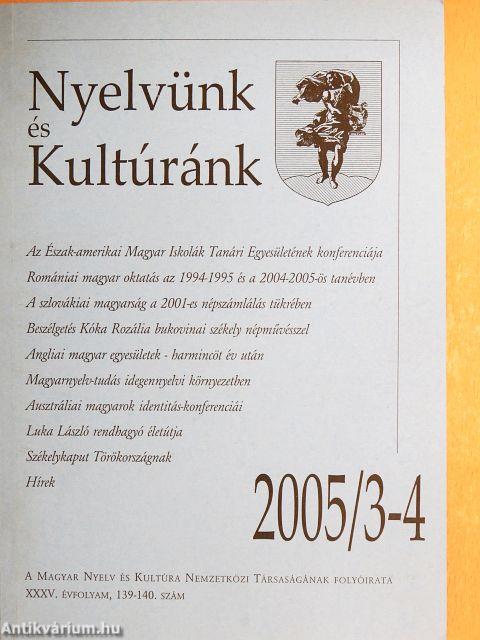 Nyelvünk
és
Kultúránk
Az Észak-amerikai Magyar Iskolák Tanári Egyesületének konferenciája
Romániai magyar oktatás az 1994-1995 és a 2004-2005-ös tanévben
A szlovákiai magyarság a 2001-es népszámlálás tükrében
Beszélgetés Kóka Rozália bukovinai székely népművésszel
Angliai magyar egyesületek - harmincöt év után
Magyarnyelv-tudás idegennyelvi környezetben
Ausztráliai magyarok identitás-konferenciái
Luka László rendhagyó életútja
Székelykaput Törökországnak
Hírek
2005/3-4
A MAGYAR NYELV ÉS KULTÚRA NEMZETKÖZI TÁRSASÁGÁNAK FOLYÓIRATA
XXXV. ÉVFOLYAM, 139-140. SZÁM
Antikvárium.hu